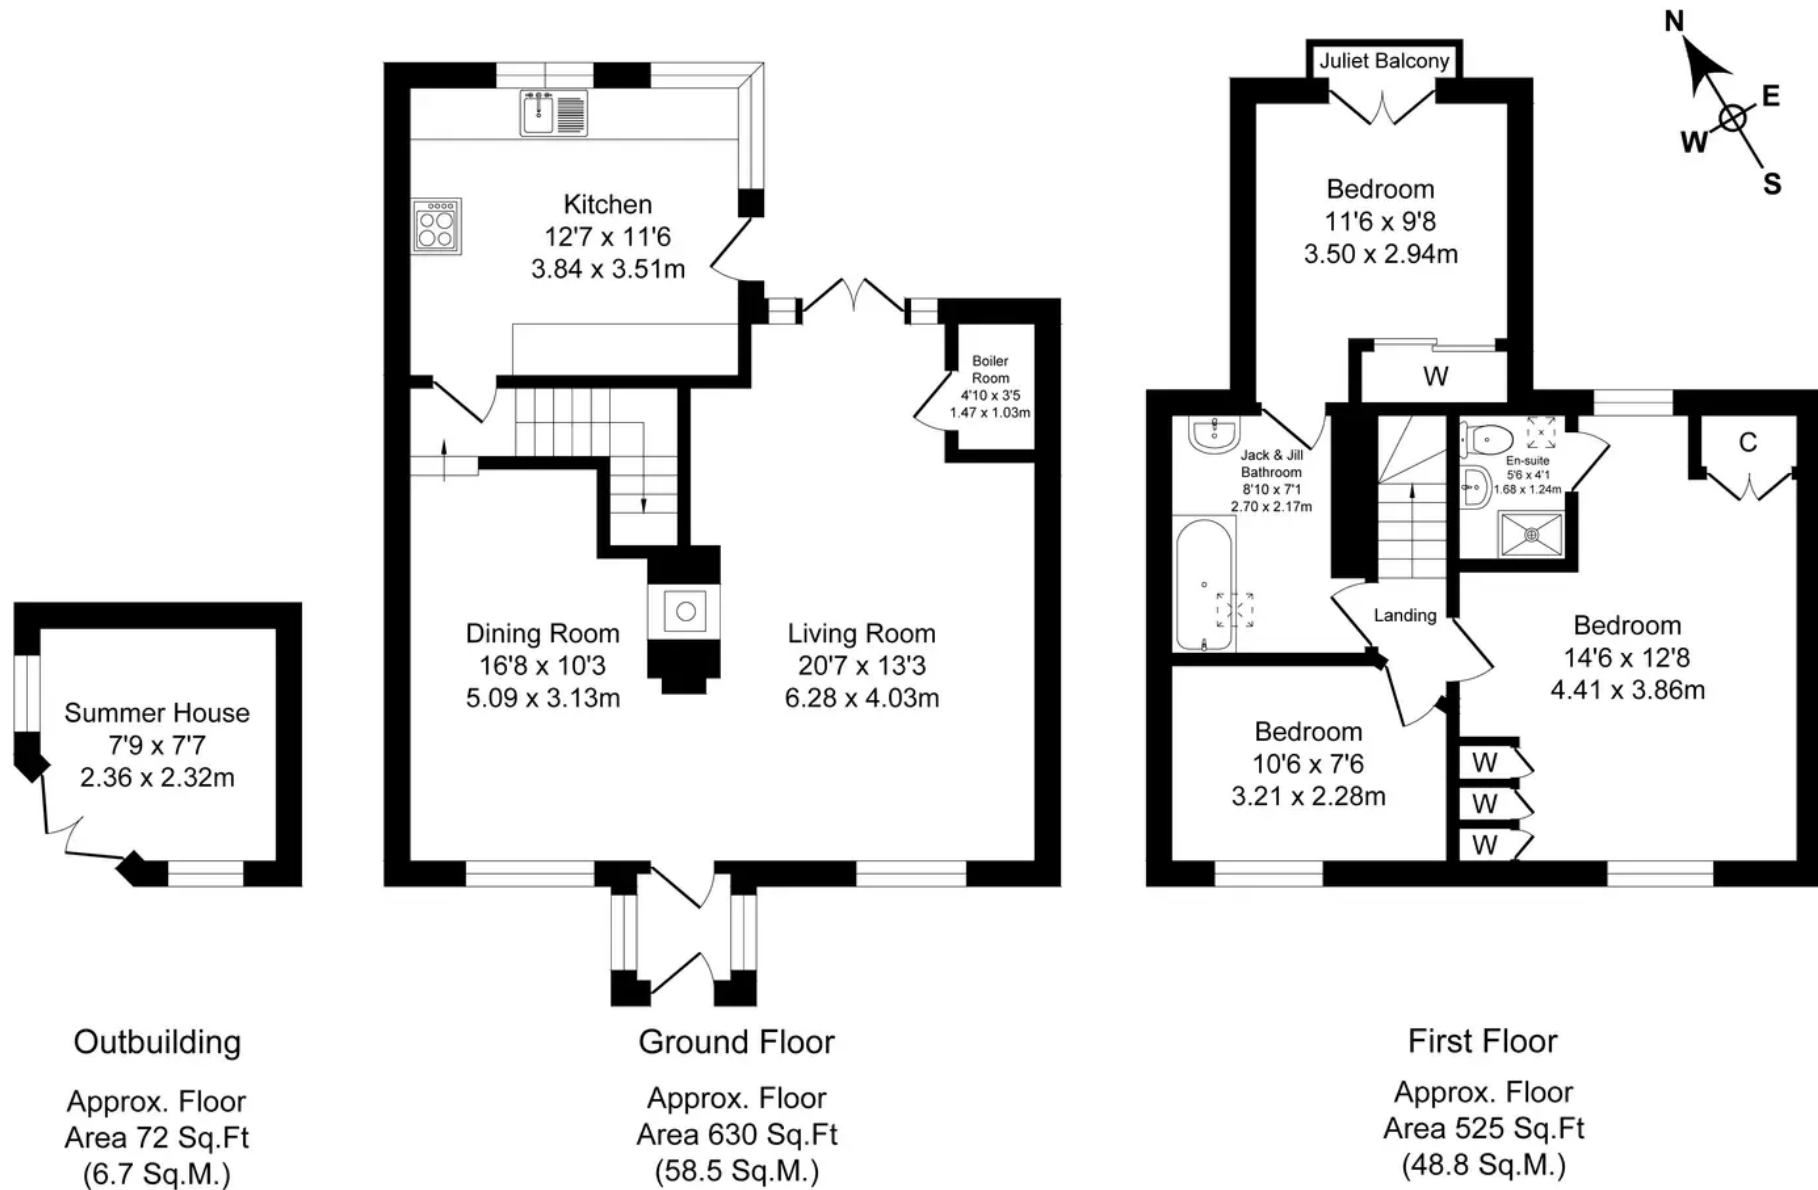 Juliet Balcony
N
E
W
S
Kitchen
12'7 x 11'6
3.84 x 3.51m
Bedroom
11'6 x 9'8
3.50 x 2.94m
W
Boiler
Room
4'10 x 3'5
1.47 x 1.03m
Jack & Jill
Bathroom
8'10 x 7'1
2.70 x 2.17m
En-suite
5'6 x 4'1
1.68 x 1.24m
C
Landing
Dining Room
16'8 x 10'3
5.09 x 3.13m
Living Room
20'7 x 13'3
6.28 x 4.03m
Bedroom
14'6 x 12'8
4.41 x 3.86m
Summer House
7'9 x 7'7
2.36 x 2.32m
Bedroom
10'6 x 7'6
3.21 x 2.28m
W
W
W
Outbuilding
Approx. Floor
Area 72 Sq.Ft
(6.7 Sq.M.)
Ground Floor
Approx. Floor
Area 630 Sq.Ft
(58.5 Sq.M.)
First Floor
Approx. Floor
Area 525 Sq.Ft
(48.8 Sq.M.)